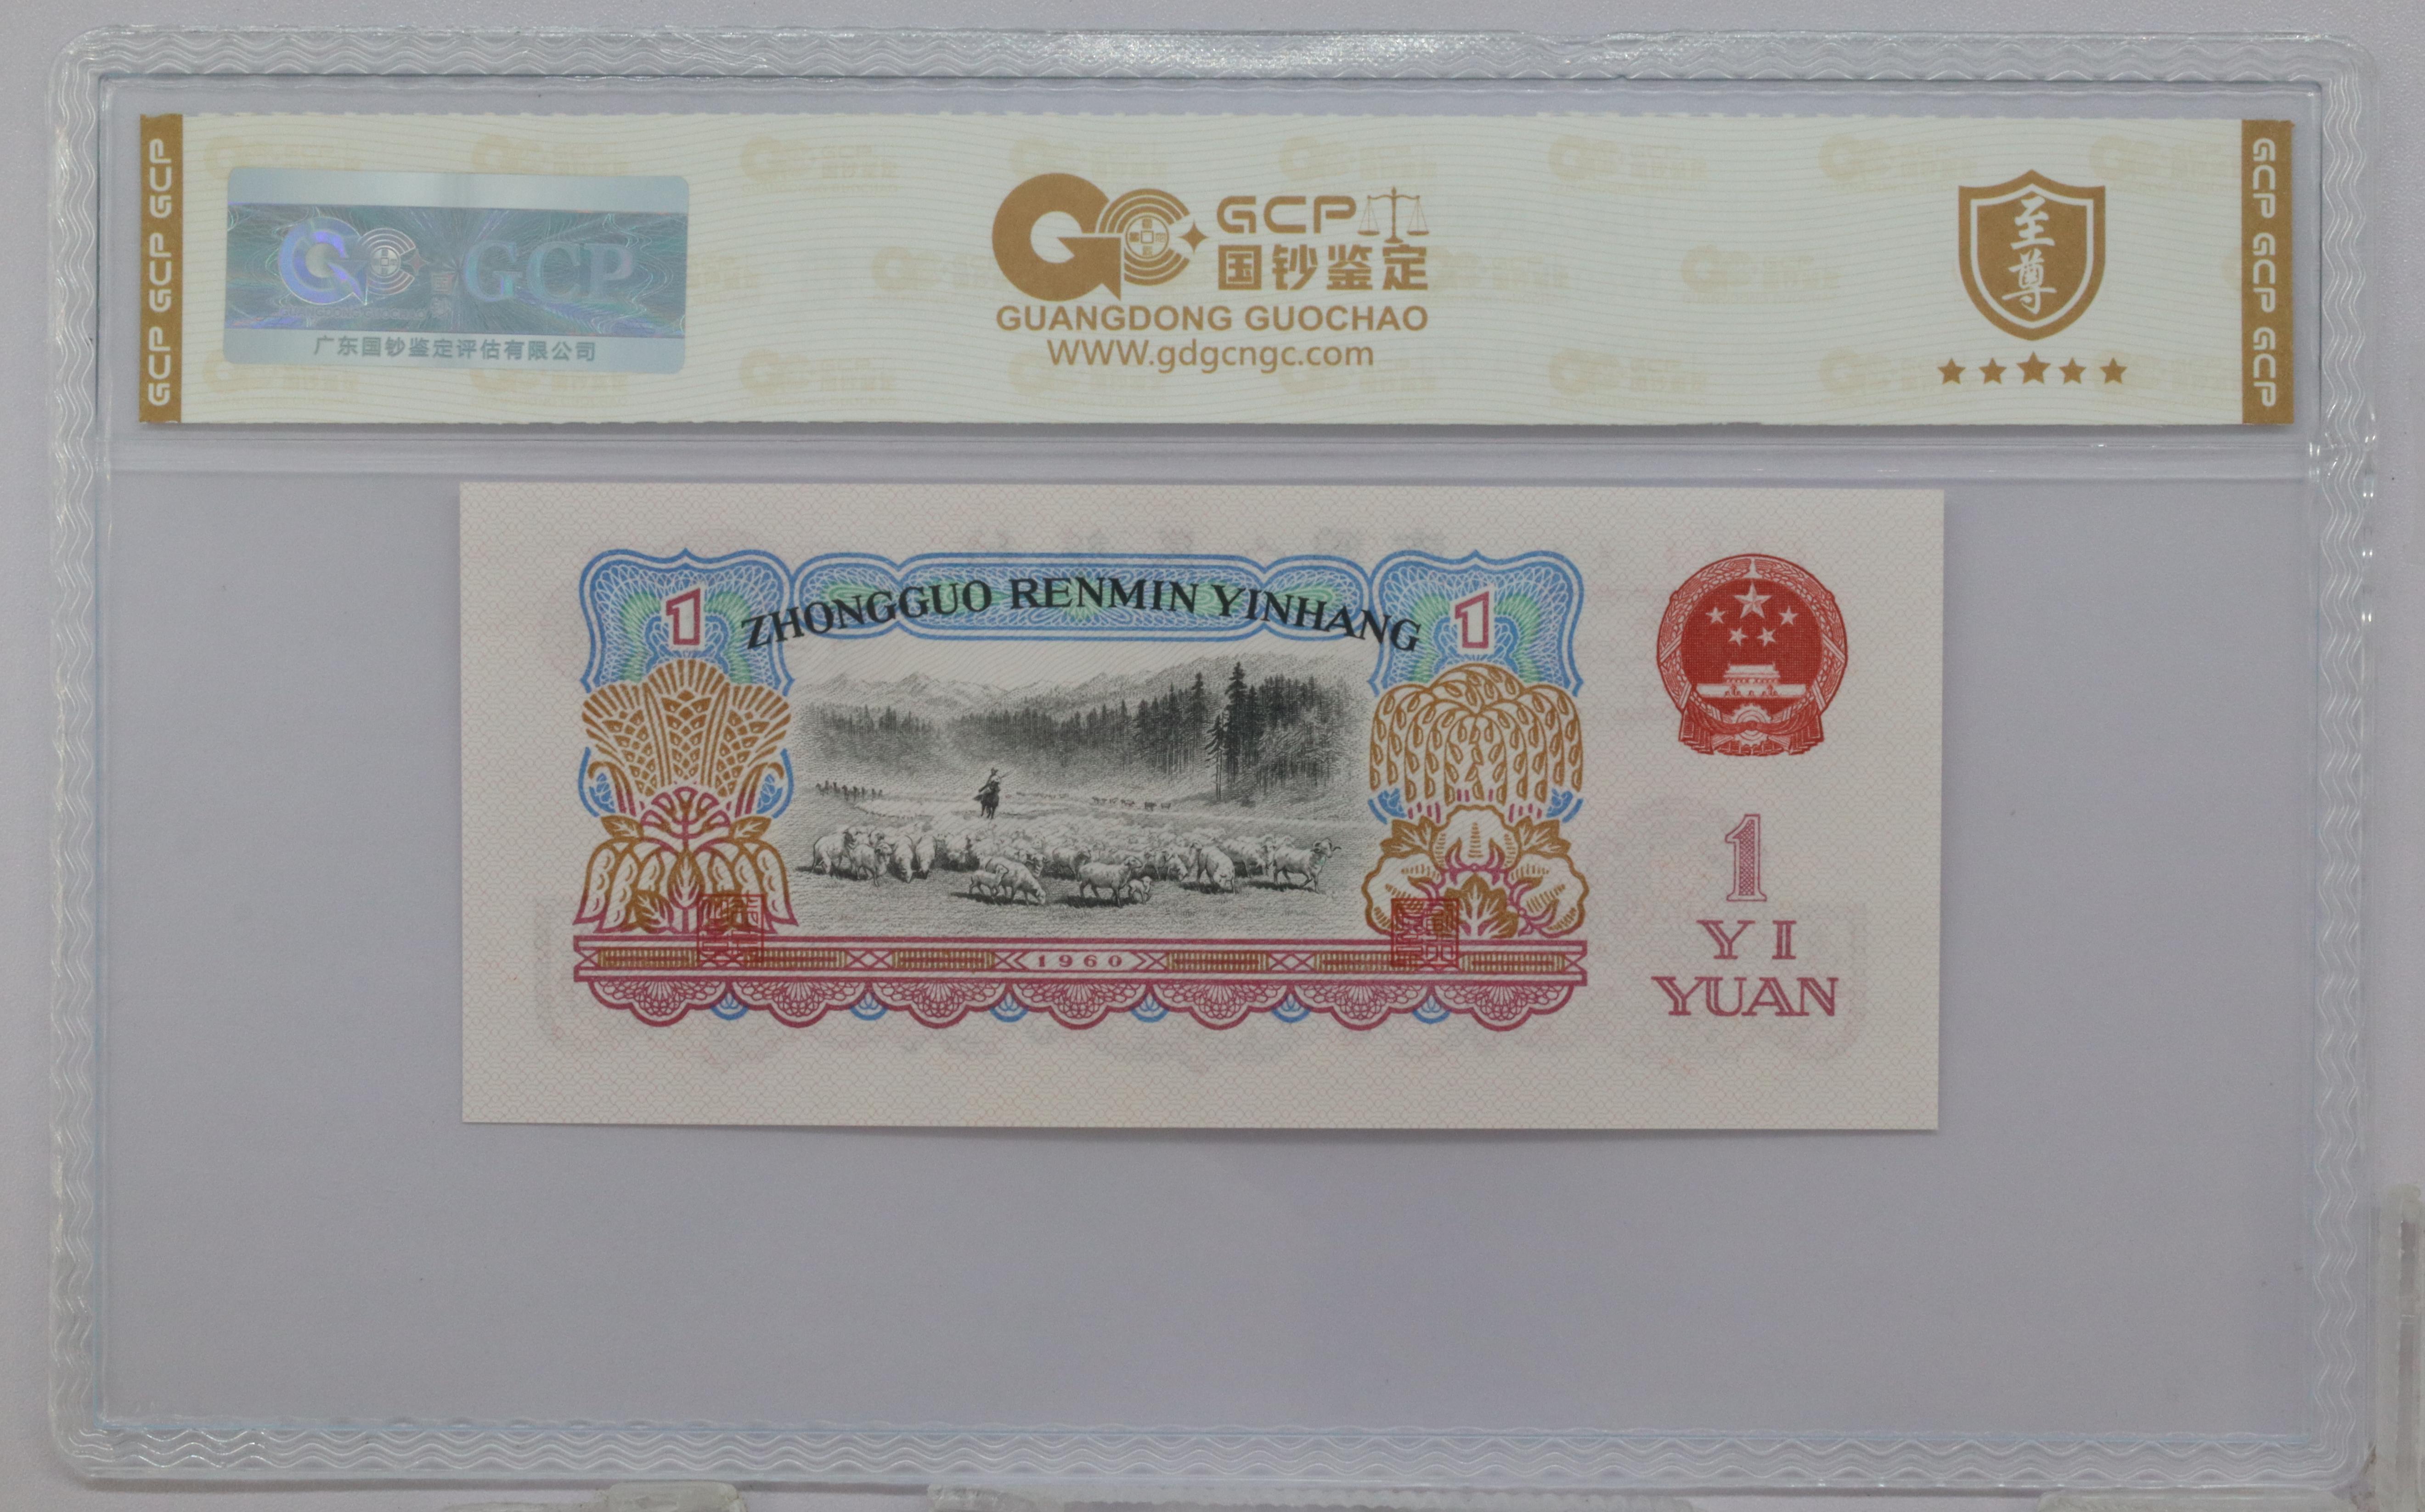 GCP GCP GCP
GCP
广东国钞鉴定评估有限公司
GCP
国钞鉴定
GUANGDONG GUOCHAO
WWW.gdgcngc.com
至尊
GCP GCP GCP
1
ZHONGGUO RENMIN YINHANG
1
1960
1
YI
YUAN